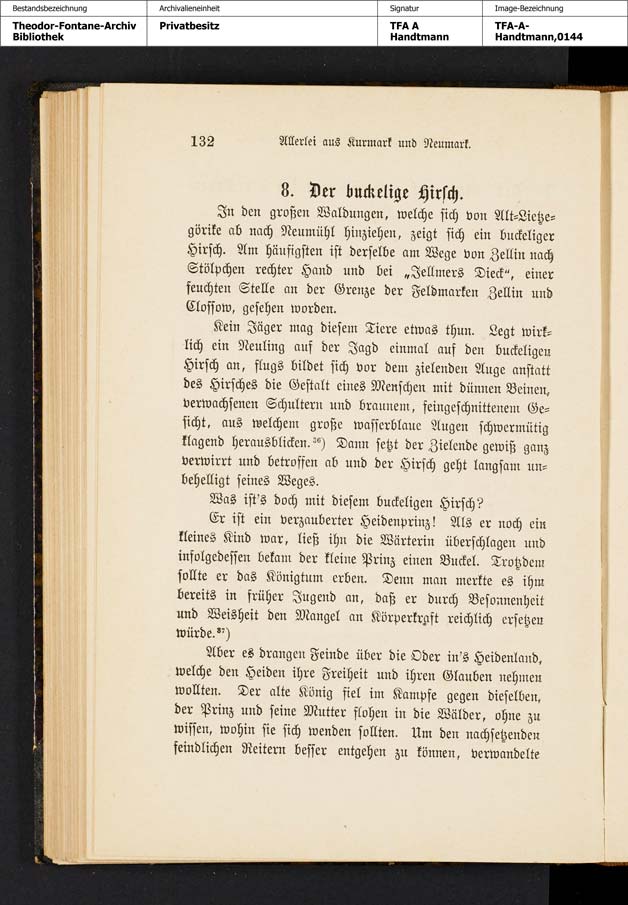 Bestandsbezeichnung
Archivalieneinheit
Signatur
Image-Bezeichnung
Theodor-Fontane-Archiv
Bibliothek
Privatbesitz
TFA A
Handtmann
TFA-A-
Handtmann,0144
132
Allerlei aus Kurmark und Neumark.
8. Der buckelige Hirsch.
In den großen Waldungen, welche sich von Alt-Lietze-
görike ab nach Neumühl hinziehen, zeigt sich ein buckeliger
Hirsch. Am häufigsten ist derselbe am Wege von Zellin nach
Stölpchen rechter Hand und bei „Jellmers Dieck“, einer
feuchten Stelle an der Grenze der Feldmarken Zellin und
Clossow, gesehen worden.
Kein Jäger mag diesem Tiere etwas thun. Legt wirk-
lich ein Neuling auf der Jagd einmal auf den buckeligen
Hirsch an, flugs bildet sich vor dem zielenden Auge anstatt
des Hirsches die Gestalt eines Menschen mit dünnen Beinen,
verwachsenen Schultern und braunem, feingeschnittenem Ge-
sicht, aus welchem große wasserblaue Augen schwermütig
klagend herausblicken.³⁶) Dann setzt der Zielende gewiß ganz
verwirrt und betroffen ab und der Hirsch geht langsam un-
behelligt seines Weges.
Was ist's doch mit diesem buckeligen Hirsch?
Er ist ein verzauberter Heidenprinz! Als er noch ein
kleines Kind war, ließ ihn die Wärterin überschlagen und
infolgedessen bekam der kleine Prinz einen Buckel. Trotzdem
sollte er das Königtum erben. Denn man merkte es ihm
bereits in früher Jugend an, daß er durch Besonnenheit
und Weisheit den Mangel an Körperkraft reichlich ersetzen
würde.³⁷)
Aber es drangen Feinde über die Oder in's Heidenland,
welche den Heiden ihre Freiheit und ihren Glauben nehmen
wollten. Der alte König fiel im Kampfe gegen dieselben,
der Prinz und seine Mutter flohen in die Wälder, ohne zu
wissen, wohin sie sich wenden sollten. Um den nachsetzenden
feindlichen Reitern besser entgehen zu können, verwandelte